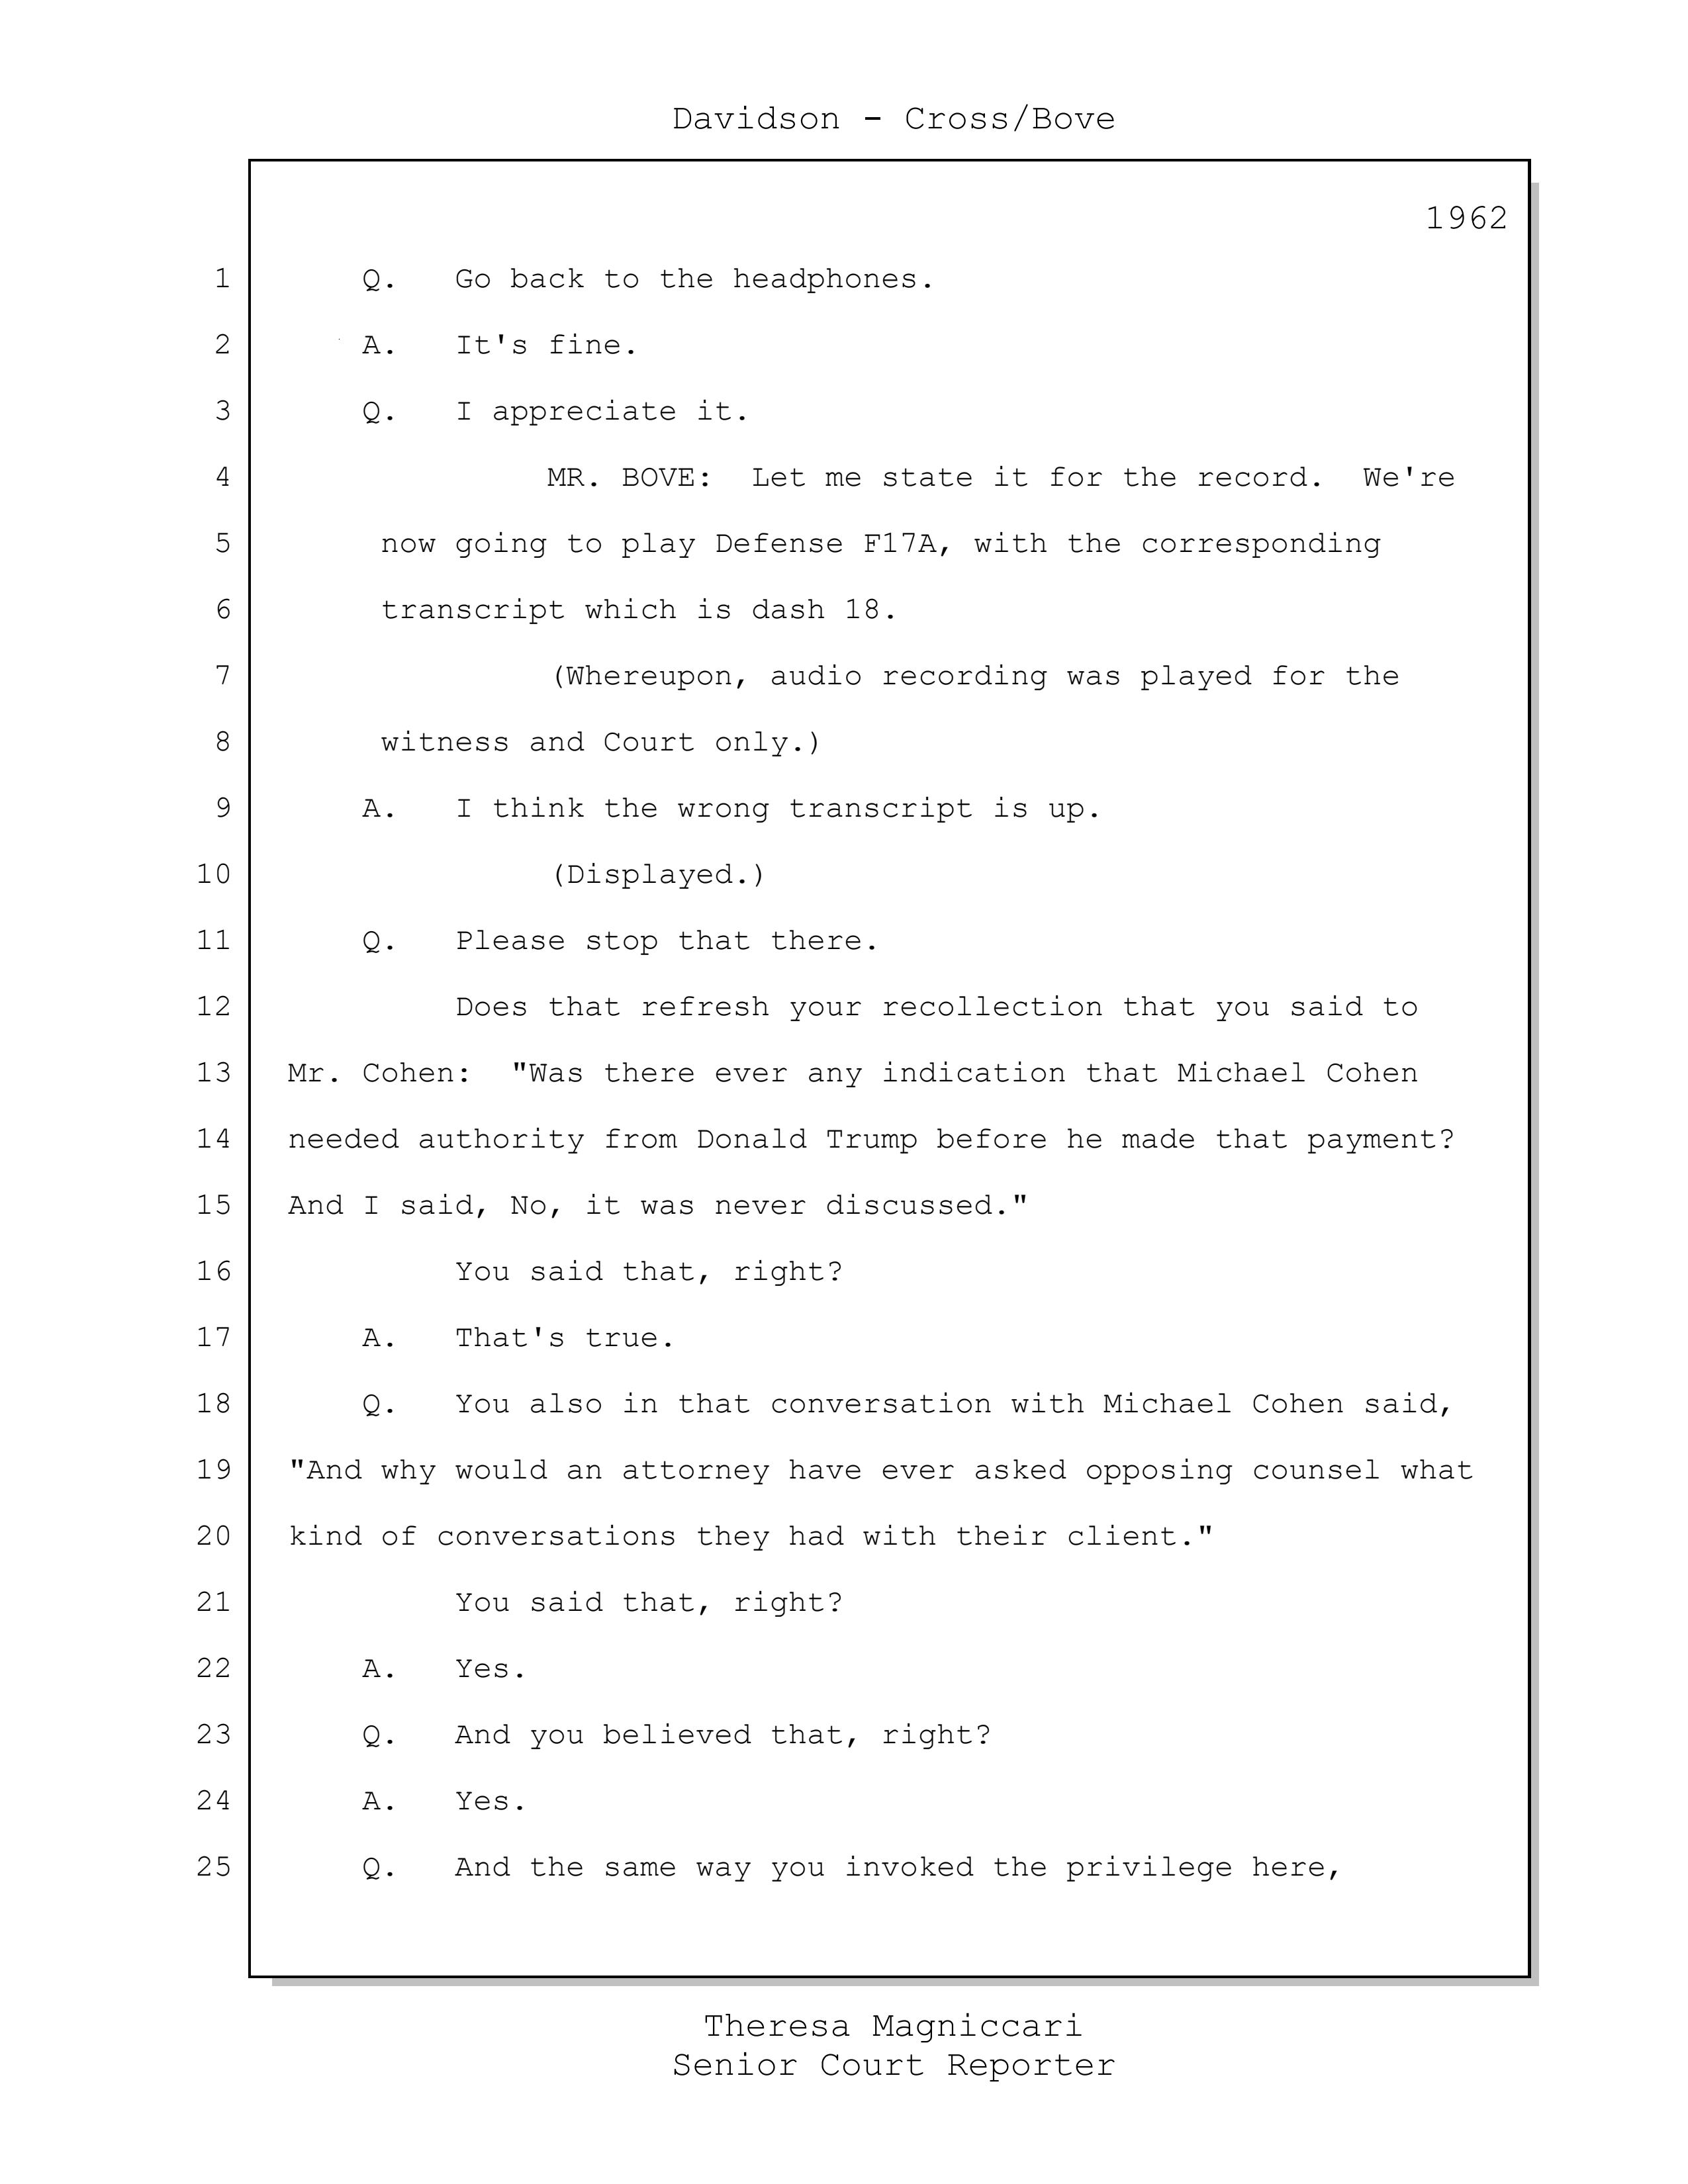 Davidson - Cross/Bove
1962
1 Q. Go back to the headphones.
2 A. It's fine.
3 Q. I appreciate it.
4 MR. BOVE: Let me state it for the record. We're
5 now going to play Defense F17A, with the corresponding
6 transcript which is dash 18.
7 (Whereupon, audio recording was played for the
8 witness and Court only.)
9 A. I think the wrong transcript is up.
10 (Displayed.)
11 Q. Please stop that there.
12 Does that refresh your recollection that you said to
13 Mr. Cohen: "Was there ever any indication that Michael Cohen
14 needed authority from Donald Trump before he made that payment?
15 And I said, No, it was never discussed."
16 You said that, right?
17 A. That's true.
18 Q. You also in that conversation with Michael Cohen said,
19 "And why would an attorney have ever asked opposing counsel what
20 kind of conversations they had with their client."
21 You said that, right?
22 A. Yes.
23 Q. And you believed that, right?
24 A. Yes.
25 Q. And the same way you invoked the privilege here,
Theresa Magniccari
Senior Court Reporter